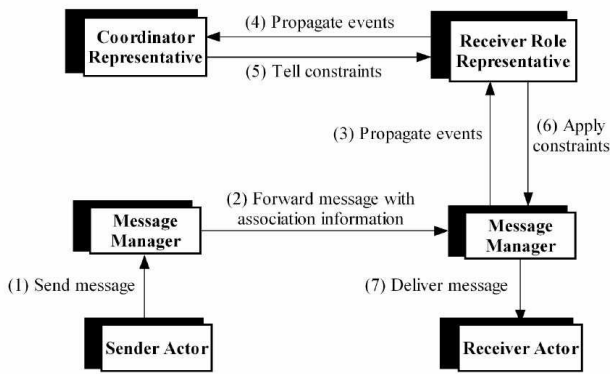 Coordinator
Representative
(4) Propagate events
(5) Tell constraints
Receiver Role
Representative
(3) Propagate events
(6) Apply
constraints
Message
Manager
(2) Forward message with
association information
Message
Manager
(1) Send message
(7) Deliver message
Sender Actor
Receiver Actor